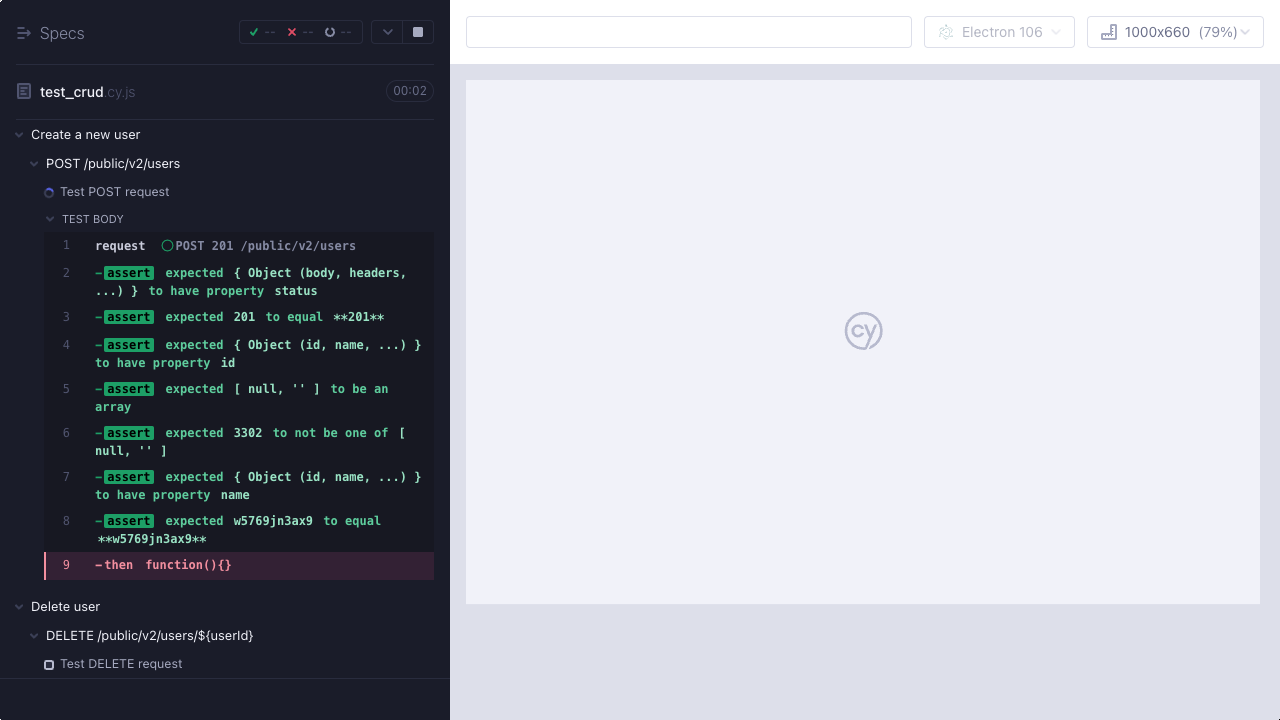 Specs
--
--
--
test_crud.cy.js
00:02
Create a new user
POST /public/v2/users
Test POST request
TEST BODY
1 request POST 201 /public/v2/users
2 -assert expected { Object (body, headers,
...) } to have property status
3 -assert expected 201 to equal **201**
4 -assert expected { Object (id, name, ...) }
to have property id
5 -assert expected [ null, '' ] to be an
array
6 -assert expected 3302 to not be one of [
null, '' ]
7 -assert expected { Object (id, name, ...) }
to have property name
8 -assert expected w5769jn3ax9 to equal
**w5769jn3ax9**
9 -then function(){}
Delete user
DELETE /public/v2/users/${userId}
Test DELETE request
Electron 106
1000x660 (79%)
cy